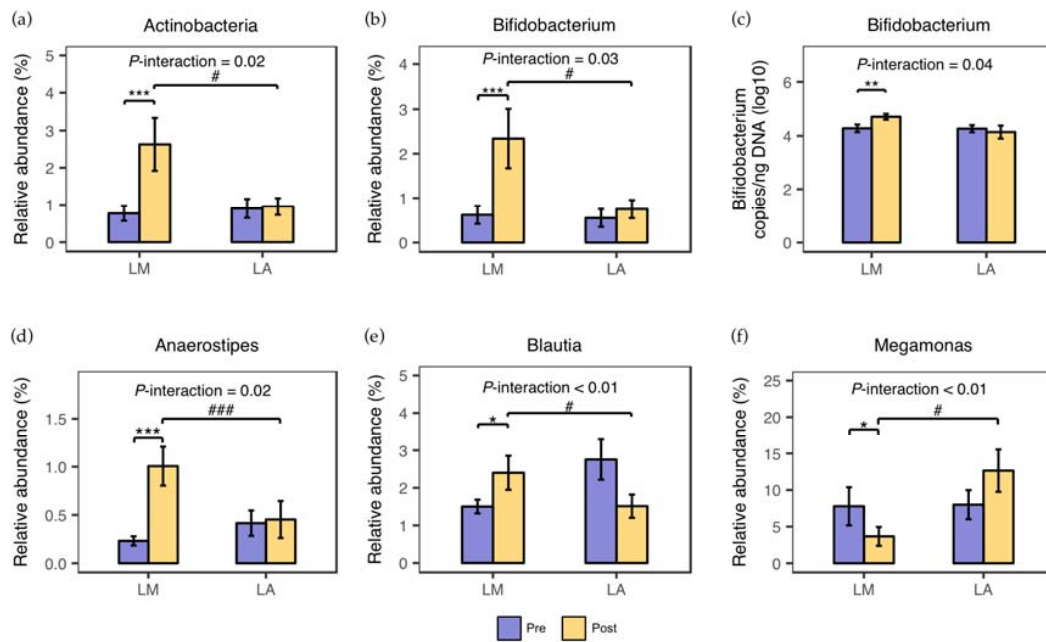 (a)
Actinobacteria
Relative abundance (%)
5
4
3
2
1
0
P-interaction = 0.02
#
***
LM
LA
(b)
Bifidobacterium
Relative abundance (%)
4
3
2
1
0
P-interaction = 0.03
#
***
LM
LA
(c)
Bifidobacterium
Bifidobacterium
copies/ng DNA (log10)
6
4
2
0
P-interaction = 0.04
**
LM
LA
(d)
Anaerostipes
Relative abundance (%)
1.5
1.0
0.5
0.0
P-interaction = 0.02
###
***
LM
LA
(e)
Blautia
Relative abundance (%)
5
4
3
2
1
0
P-interaction < 0.01
#
*
LM
LA
(f)
Megamonas
Relative abundance (%)
25
20
15
10
5
0
P-interaction < 0.01
#
*
LM
LA
Pre
Post